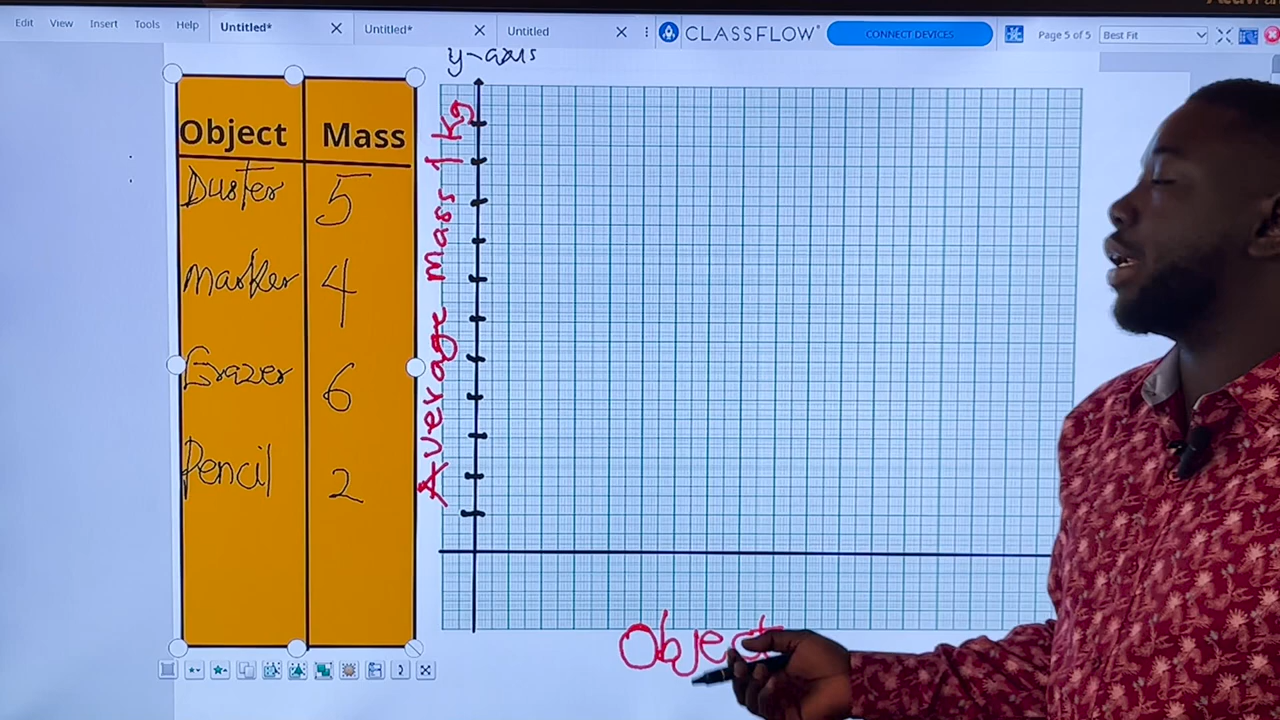 Edit View Insert Tools Help Untitled* Untitled* Untitled CLASSFLOW CONNECT DEVICES Page 5 of 5 Best Fit
y-axis
Object Mass
Duster 5
Marker 4
Erazer 6
Pencil 2
Average Mass / kg
Object